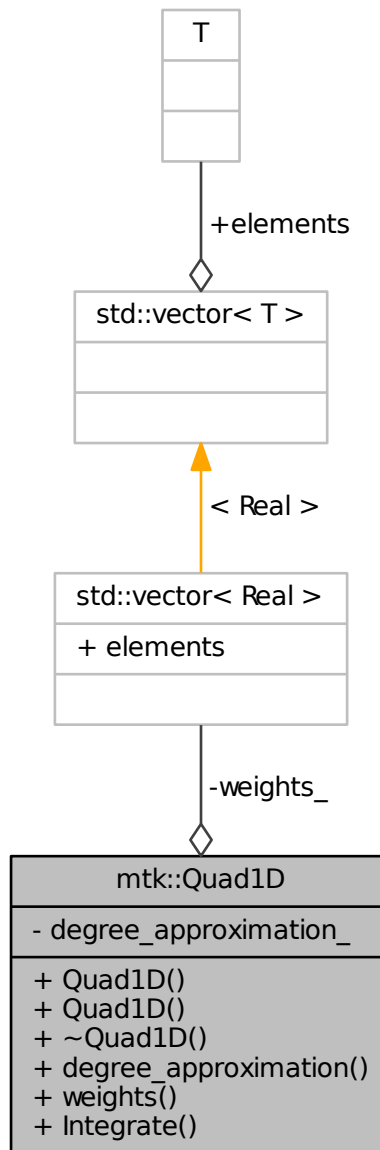 T
+elements
std::vector< T >
< Real >
std::vector< Real >
+ elements
-weights_
mtk::Quad1D
- degree_approximation_
+ Quad1D()
+ Quad1D()
+ ~Quad1D()
+ degree_approximation()
+ weights()
+ Integrate()